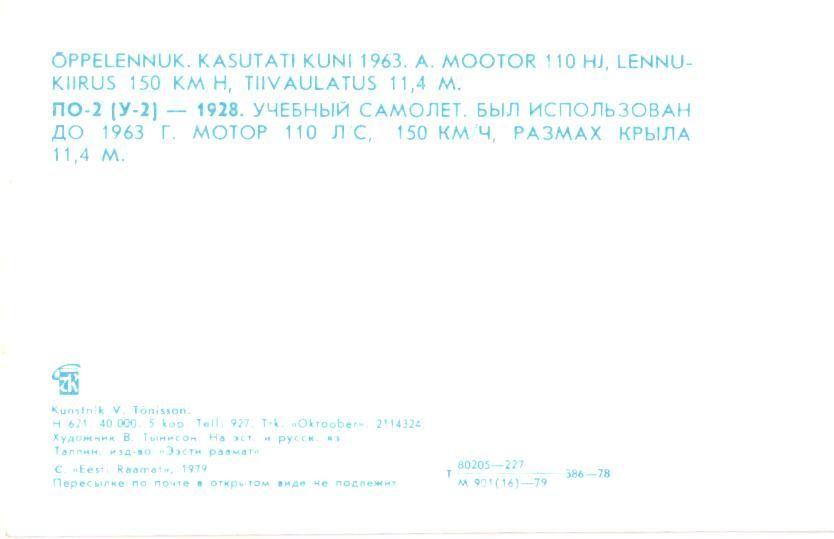 ÕPPELENNUK. KASUTATI KUNI 1963. A. MOOTOR 110 HJ, LENNU-
KIIRUS 150 KM H, TIIVAULATUS 11,4 M.
ПО-2 (У-2) — 1928. УЧЕБНЫЙ САМОЛЕТ. БЫЛ ИСПОЛЬЗОВАН
ДО 1963 Г. МОТОР 110 Л/С, 150 КМ/Ч, РАЗМАХ КРЫЛА
11,4 М.
Kunstnik V. Tõnisson.
H 621. 40 000. 5 kop. Tell. 927. Trk. «Oktoober». 2114324
Художник В. Тынисон. На эст. и русск. яз.
Таллин, изд-во «Ээсти раамат»
C. «Eesti Raamat», 1979
Пересылке по почте в открытом виде не подлежит
Т 80205—227
М 901(16)—79
386—78